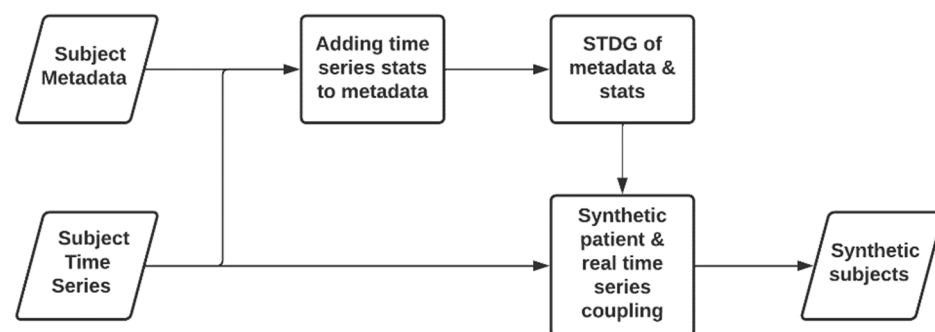 Subject
Metadata
Adding time
series stats
to metadata
STDG of
metadata &
stats
Subject
Time
Series
Synthetic
patient &
real time
series
coupling
Synthetic
subjects